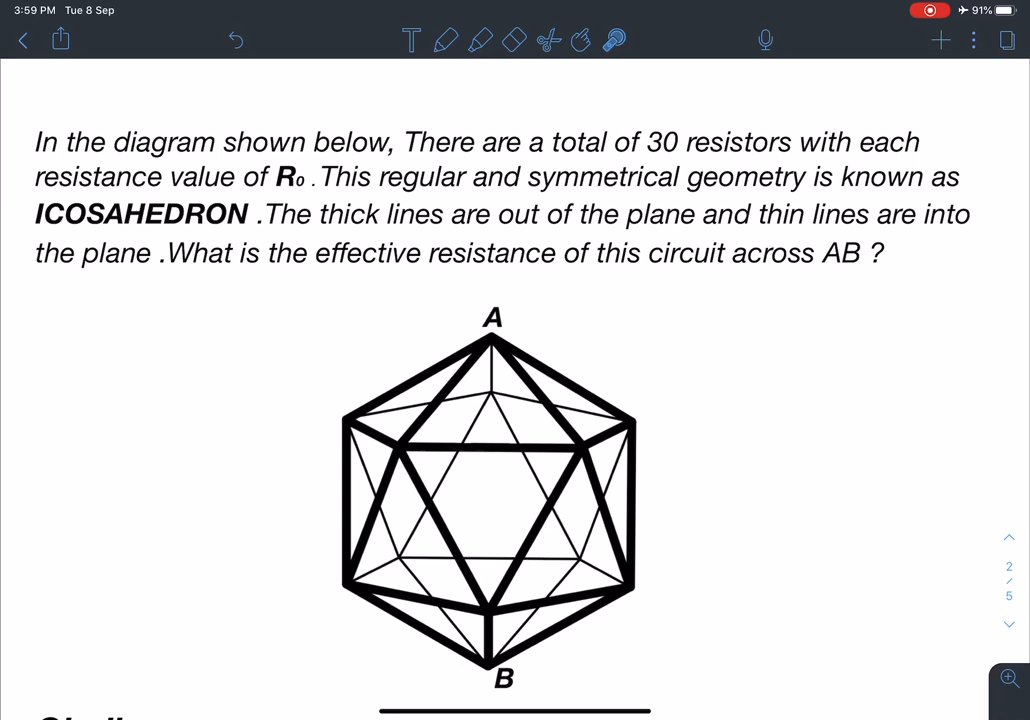 3:59 PM Tue 8 Sep
91%
In the diagram shown below, There are a total of 30 resistors with each
resistance value of R₀ .This regular and symmetrical geometry is known as
ICOSAHEDRON .The thick lines are out of the plane and thin lines are into
the plane .What is the effective resistance of this circuit across AB ?
A
2
/
5
B